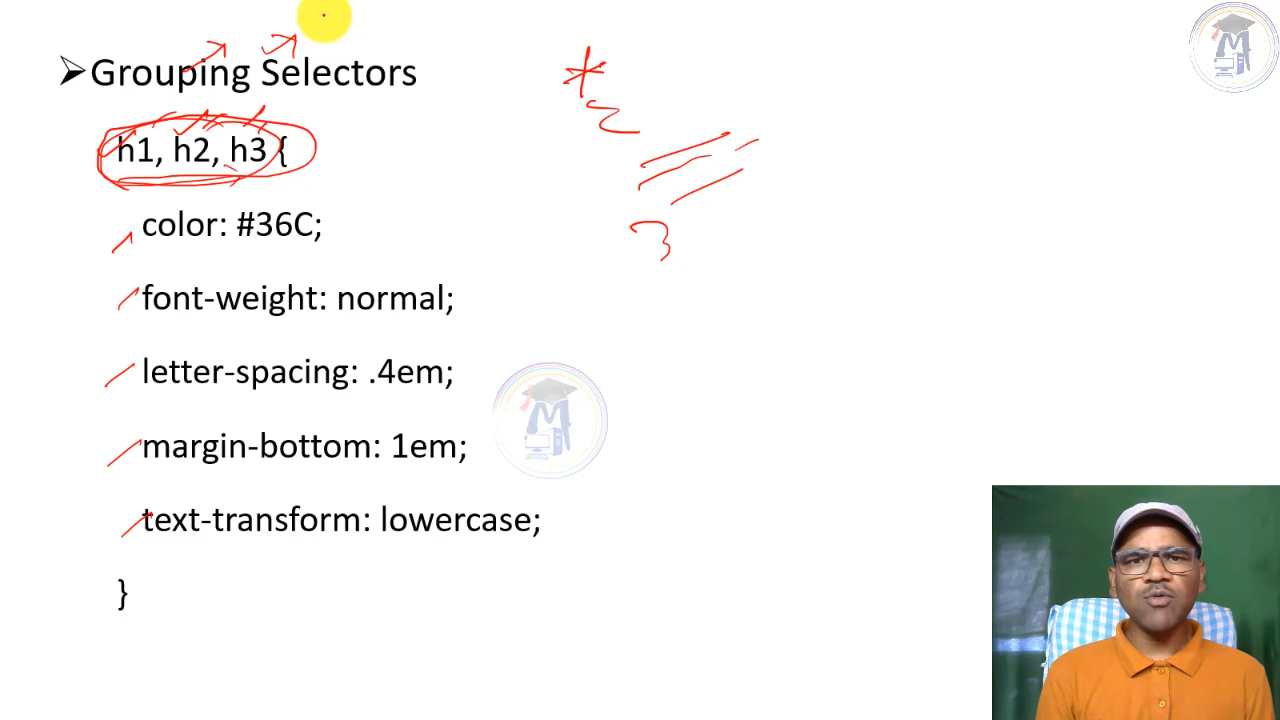 ➢Grouping Selectors
h1, h2, h3 {
color: #36C;
font-weight: normal;
letter-spacing: .4em;
margin-bottom: 1em;
text-transform: lowercase;
}
*
{
}